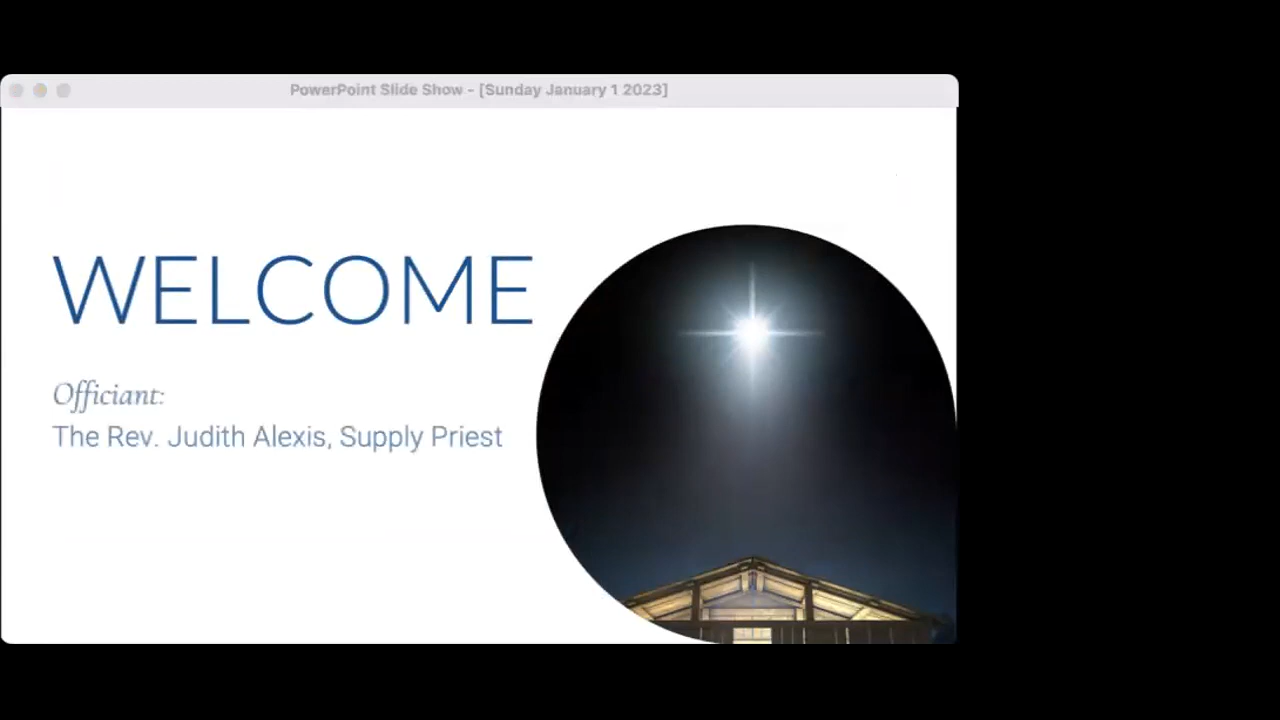 PowerPoint Slide Show - [Sunday January 1 2023]
WELCOME
Officiant:
The Rev. Judith Alexis, Supply Priest